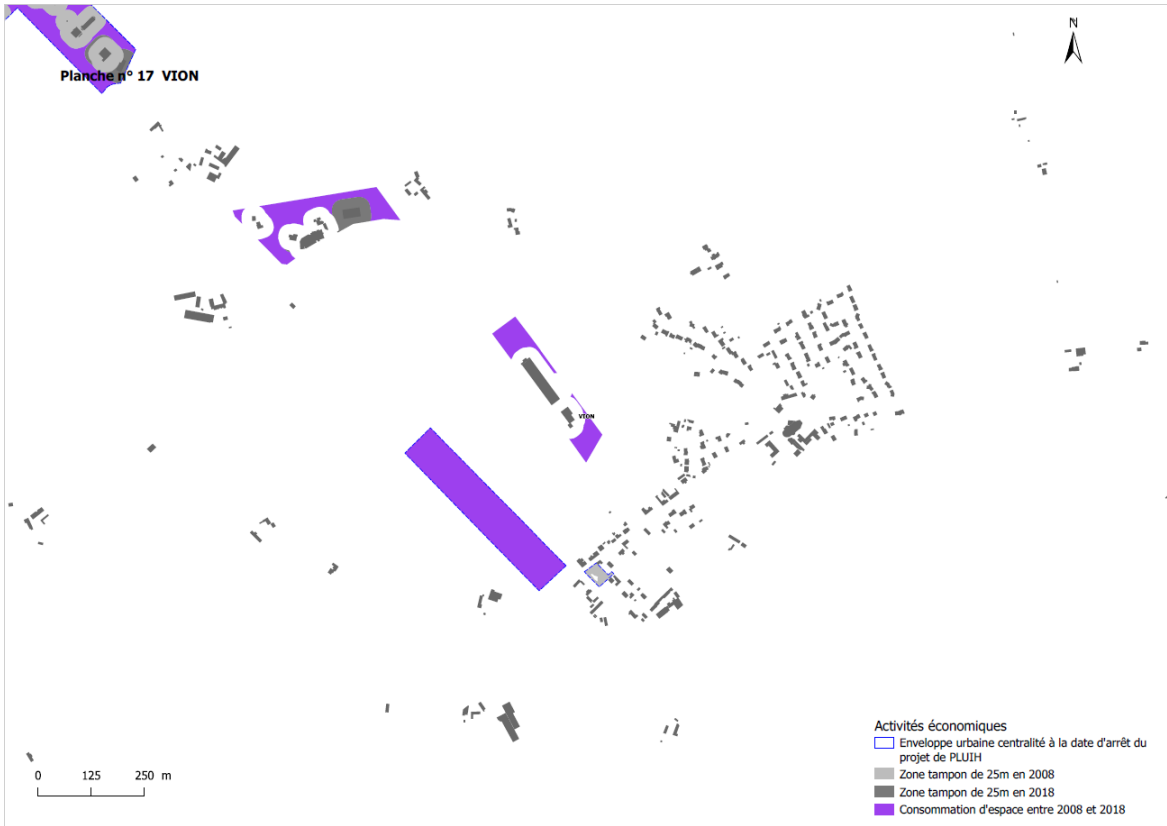 N
Planche n° 17 VION
VION
Activités économiques
Enveloppe urbaine centralité à la date d'arrêt du
projet de PLUIH
Zone tampon de 25m en 2008
Zone tampon de 25m en 2018
Consommation d'espace entre 2008 et 2018
0 125 250 m